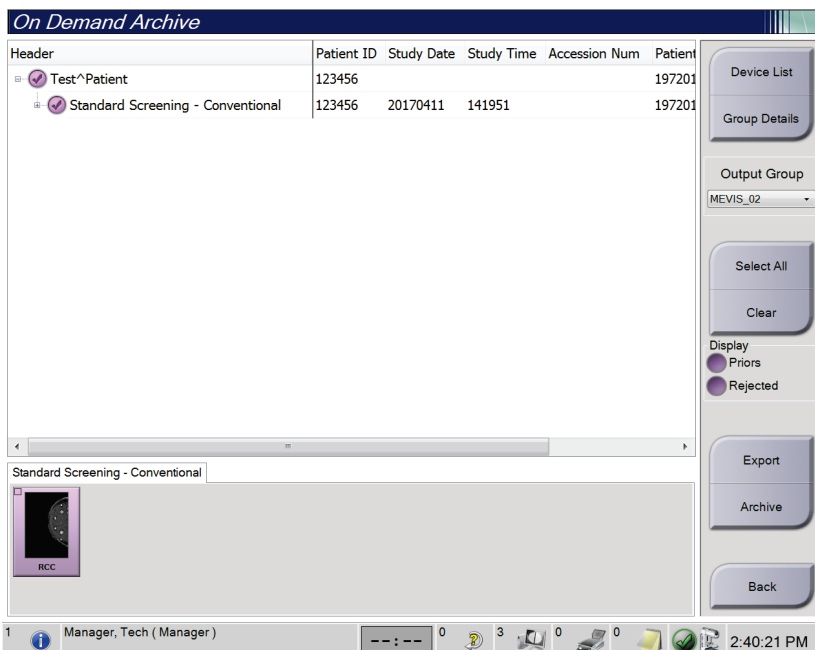 On Demand Archive
Header Patient ID Study Date Study Time Accession Num Patient
Test^Patient 123456 197201
Standard Screening - Conventional 123456 20170411 141951 197201
Device List
Group Details
Output Group
MEVIS_02
Select All
Clear
Display
Priors
Rejected
Export
Archive
Back
Standard Screening - Conventional
RCC
1 Manager, Tech ( Manager ) --:-- 0 3 0 0 2:40:21 PM